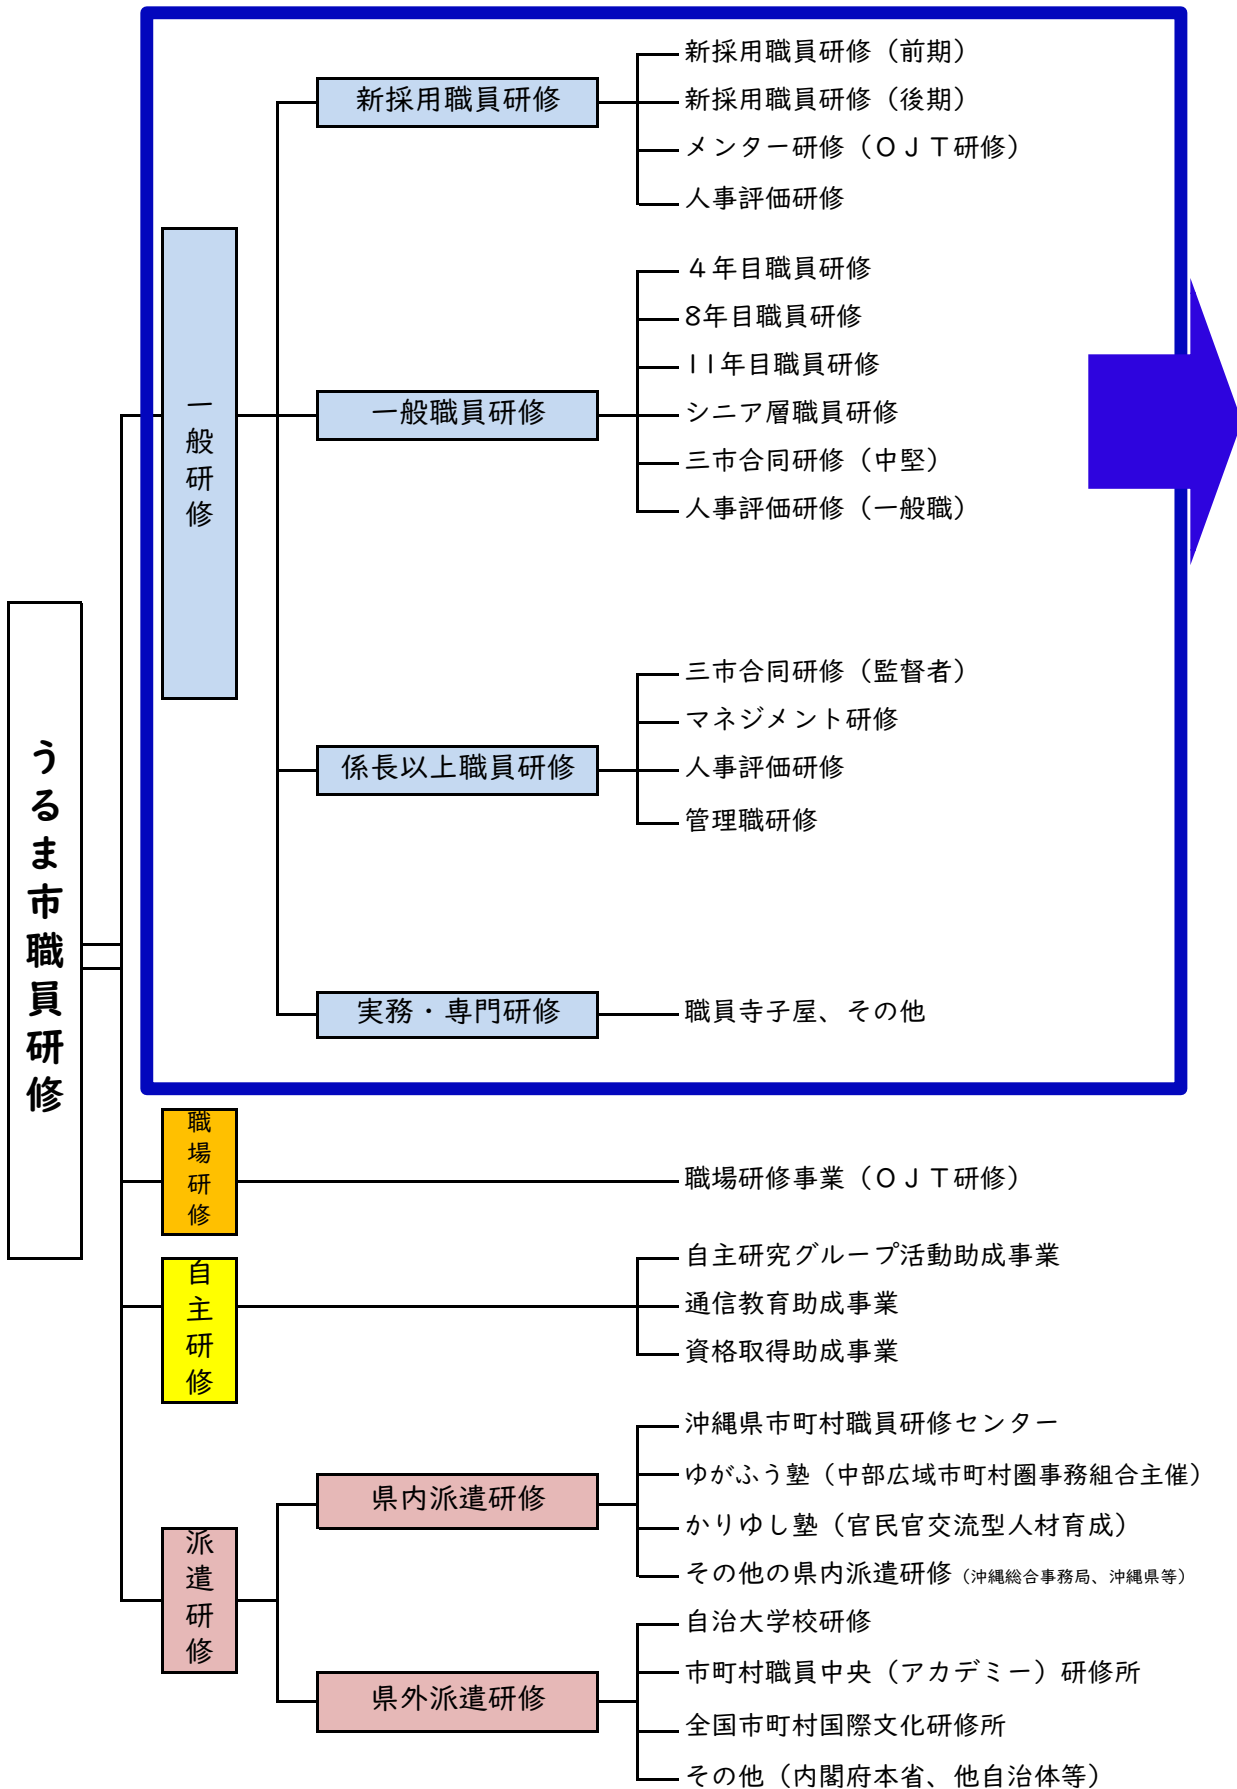 うるま市職員研修
一般研修
新採用職員研修
新採用職員研修（前期）
新採用職員研修（後期）
メンター研修（ＯＪＴ研修）
人事評価研修
一般職員研修
４年目職員研修
8年目職員研修
11年目職員研修
シニア層職員研修
三市合同研修（中堅）
人事評価研修（一般職）
係長以上職員研修
三市合同研修（監督者）
マネジメント研修
人事評価研修
管理職研修
実務・専門研修
職員寺子屋、その他
職場研修
職場研修事業（ＯＪＴ研修）
自主研修
自主研究グループ活動助成事業
通信教育助成事業
資格取得助成事業
派遣研修
県内派遣研修
沖縄県市町村職員研修センター
ゆがふう塾（中部広域市町村圏事務組合主催）
かりゆし塾（官民官交流型人材育成）
その他の県内派遣研修（沖縄総合事務局、沖縄県等）
県外派遣研修
自治大学校研修
市町村職員中央（アカデミー）研修所
全国市町村国際文化研修所
その他（内閣府本省、他自治体等）